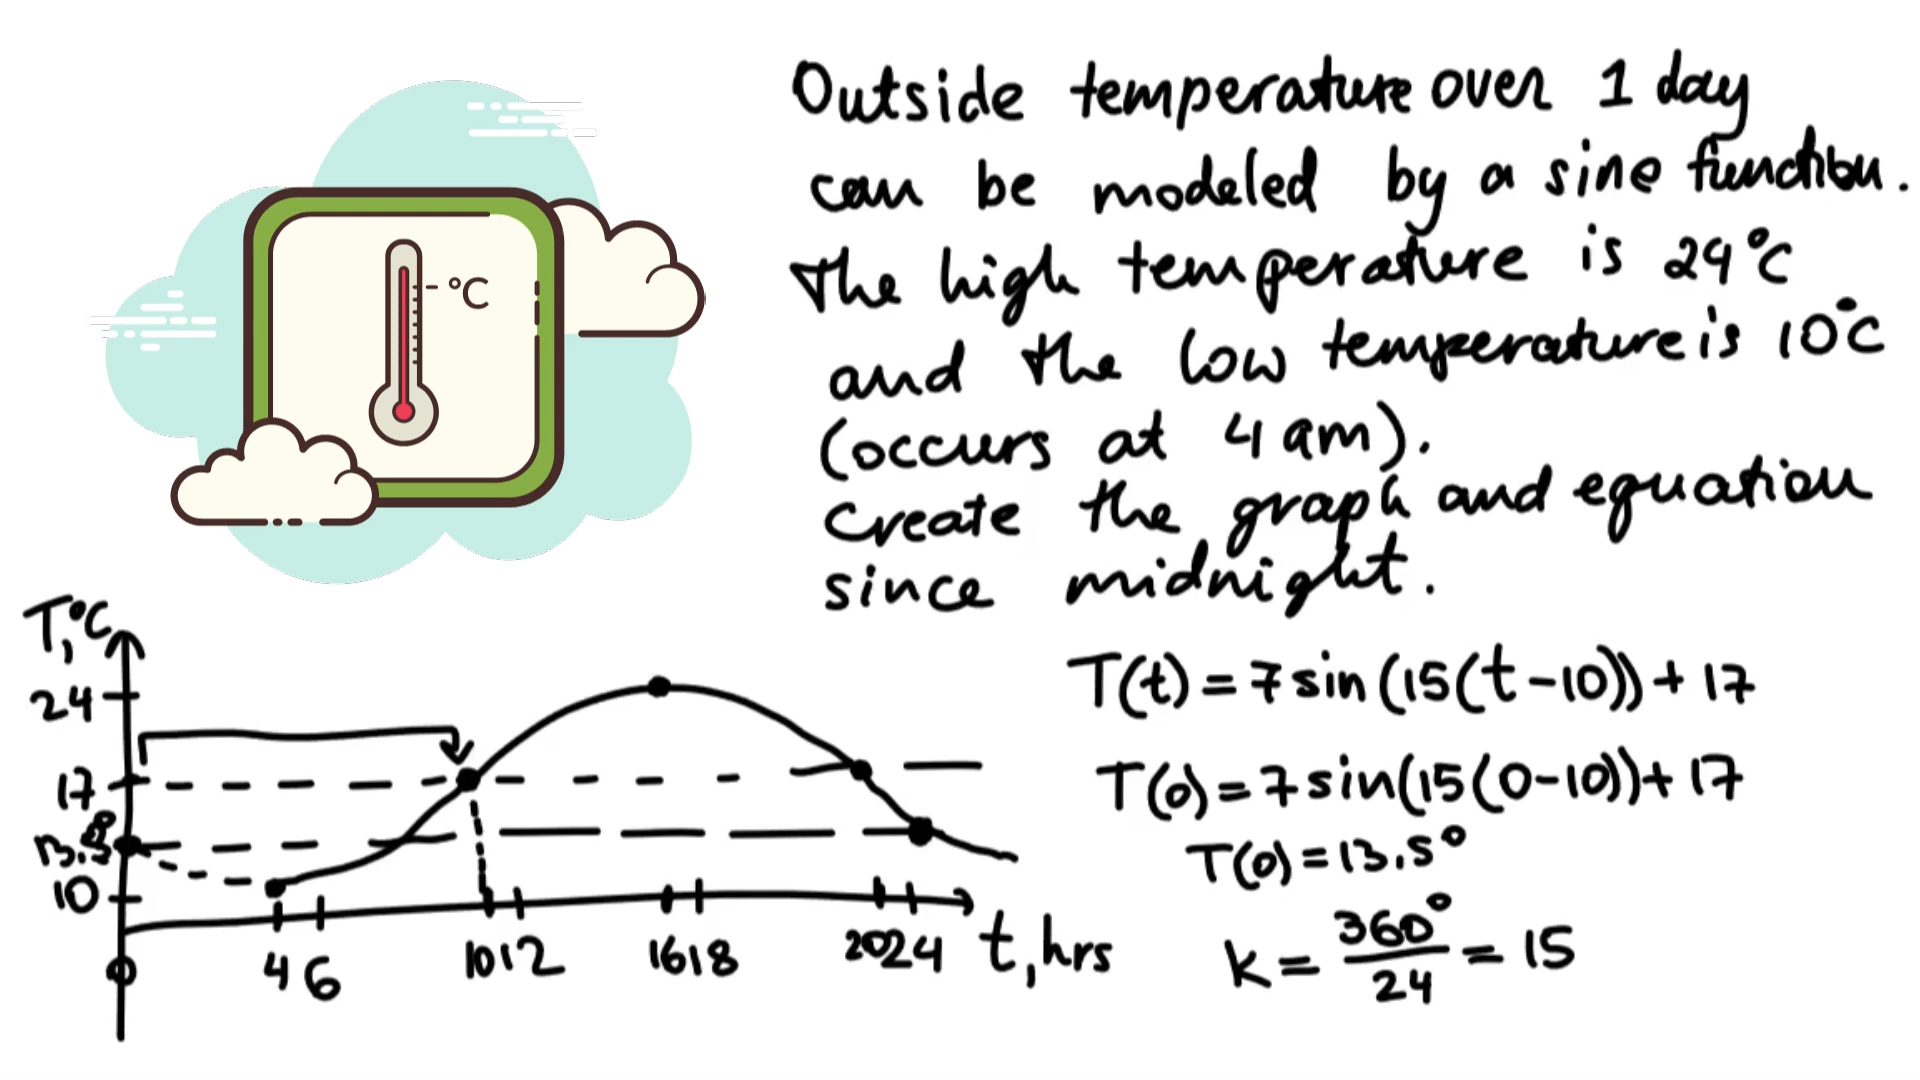 °C
Outside temperature over 1 day
can be modeled by a sine function.
The high temperature is 24°C
and the low temperature is 10°C
(occurs at 4 am).
Create the graph and equation
since midnight.
T,°C
24
17
13.5
10
0
4 6 10 12 16 18 20 24 t, hrs
T(t) = 7 sin (15(t-10)) + 17
T(0) = 7 sin(15(0-10)) + 17
T(0) = 13.5°
k = 360°/24 = 15